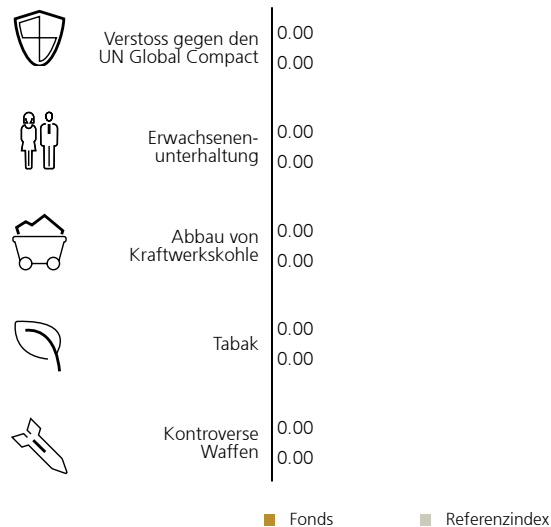 Verstoss gegen den
UN Global Compact
0.00
0.00
Erwachsenen-
unterhaltung
0.00
0.00
Abbau von
Kraftwerkskohle
0.00
0.00
Tabak
0.00
0.00
Kontroverse
Waffen
0.00
0.00
Fonds
Referenzindex